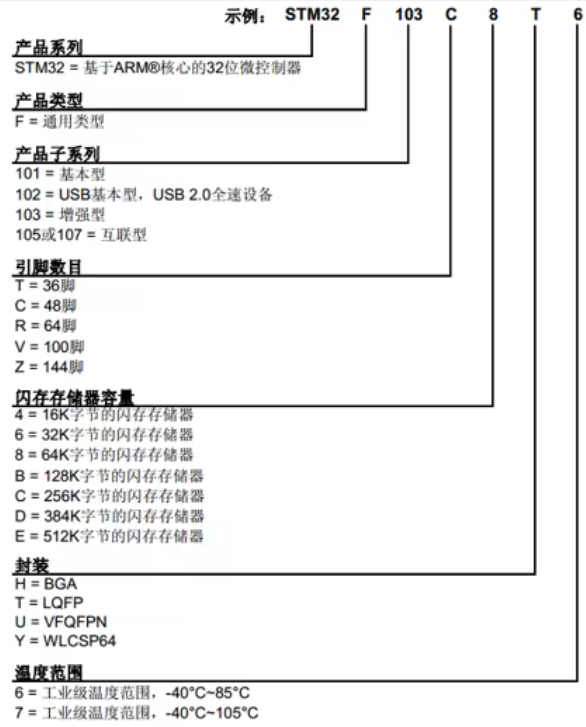 示例： STM32 F 103 C 8 T 6
产品系列
STM32 = 基于ARM®核心的32位微控制器
产品类型
F = 通用类型
产品子系列
101 = 基本型
102 = USB基本型，USB 2.0全速设备
103 = 增强型
105或107 = 互联型
引脚数目
T = 36脚
C = 48脚
R = 64脚
V = 100脚
Z = 144脚
闪存存储器容量
4 = 16K字节的闪存存储器
6 = 32K字节的闪存存储器
8 = 64K字节的闪存存储器
B = 128K字节的闪存存储器
C = 256K字节的闪存存储器
D = 384K字节的闪存存储器
E = 512K字节的闪存存储器
封装
H = BGA
T = LQFP
U = VFQFPN
Y = WLCSP64
温度范围
6 = 工业级温度范围，-40°C~85°C
7 = 工业级温度范围，-40°C~105°C